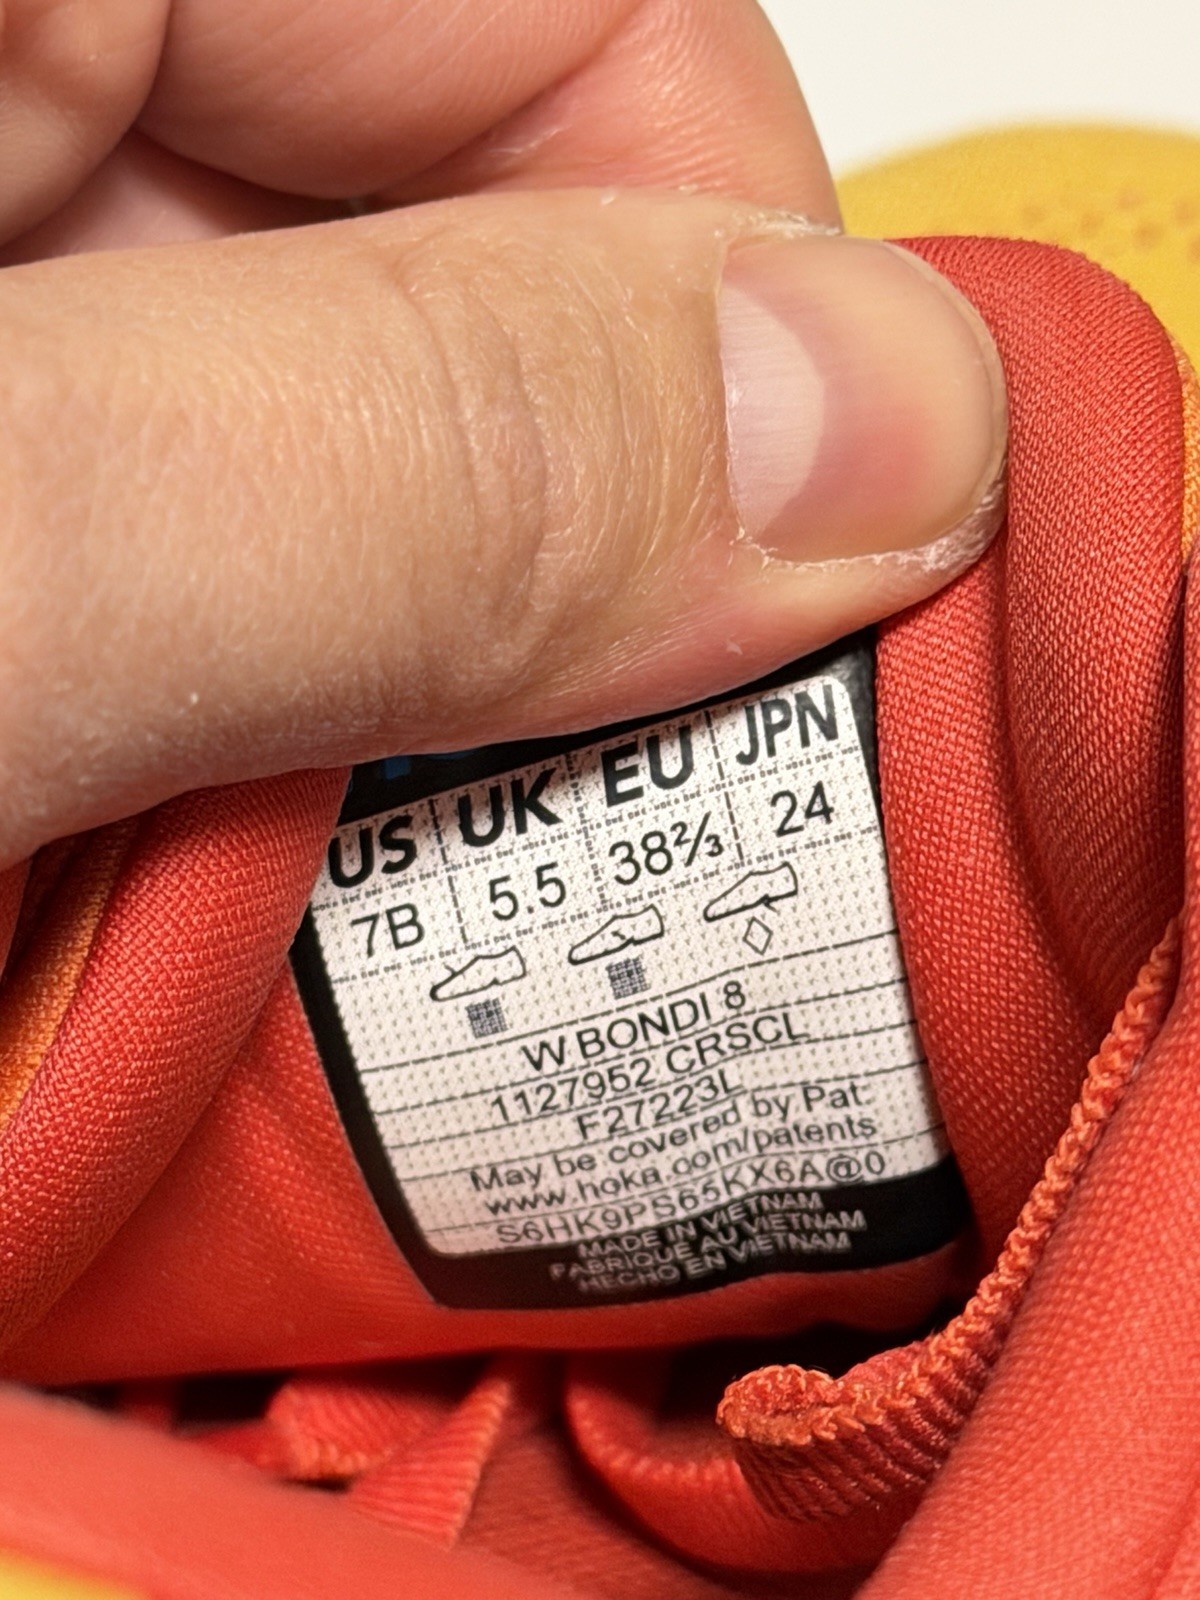 US UK EU JPN
7B 5.5 38⅔ 24
W BONDI 8
1127952 CRSCL
F27223L
May be covered by Pat:
www.hoka.com/patents
S6HK9PS65KX6A@0
MADE IN VIETNAM
FABRIQUÉ AU VIETNAM
HECHO EN VIETNAM